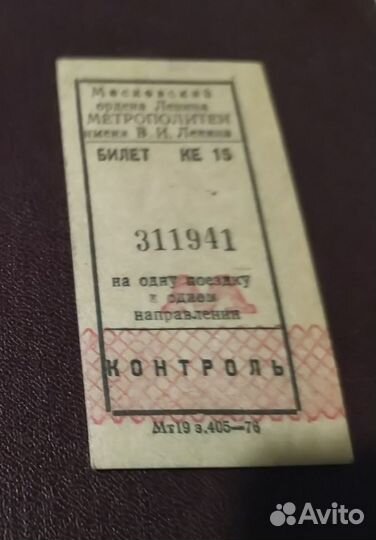 Московский
ордена Ленина
МЕТРОПОЛИТЕН
имени В. И. Ленина
БИЛЕТ КЕ 15
311941
на одну поездку
в одном
направлении
КОНТРОЛЬ
Мт19 з.405—76
Avito